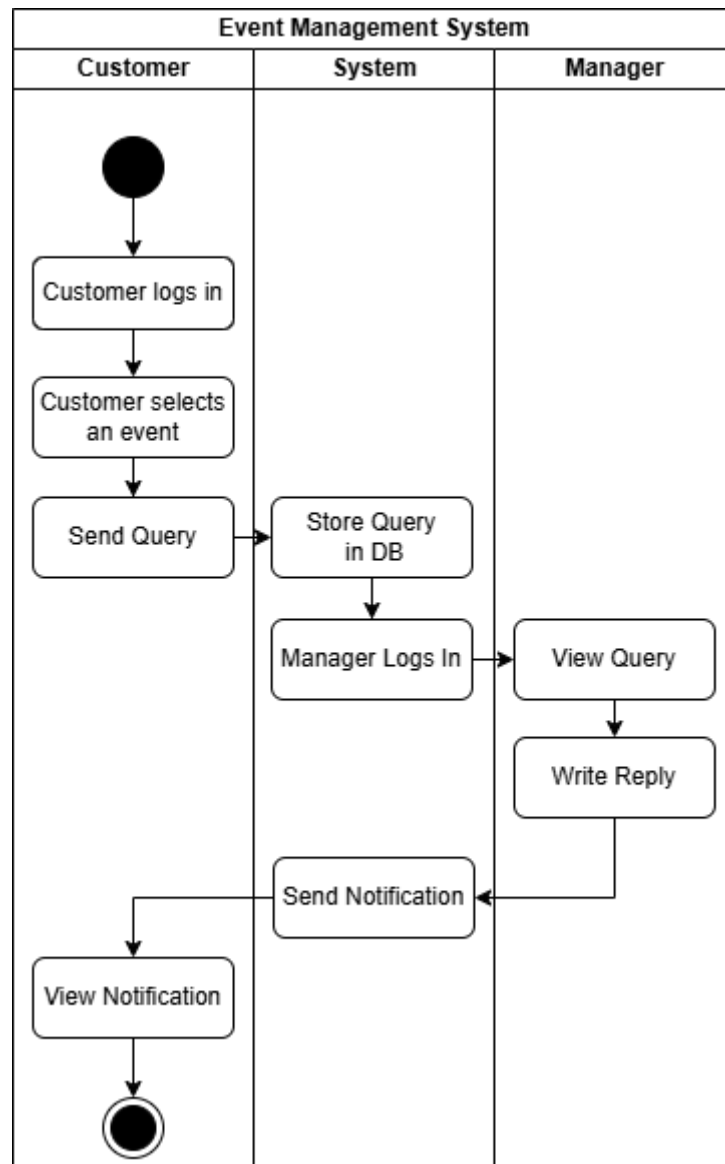 Event Management System
Customer
System
Manager
Customer logs in
Customer selects
an event
Send Query
Store Query
in DB
Manager Logs In
View Query
Write Reply
Send Notification
View Notification